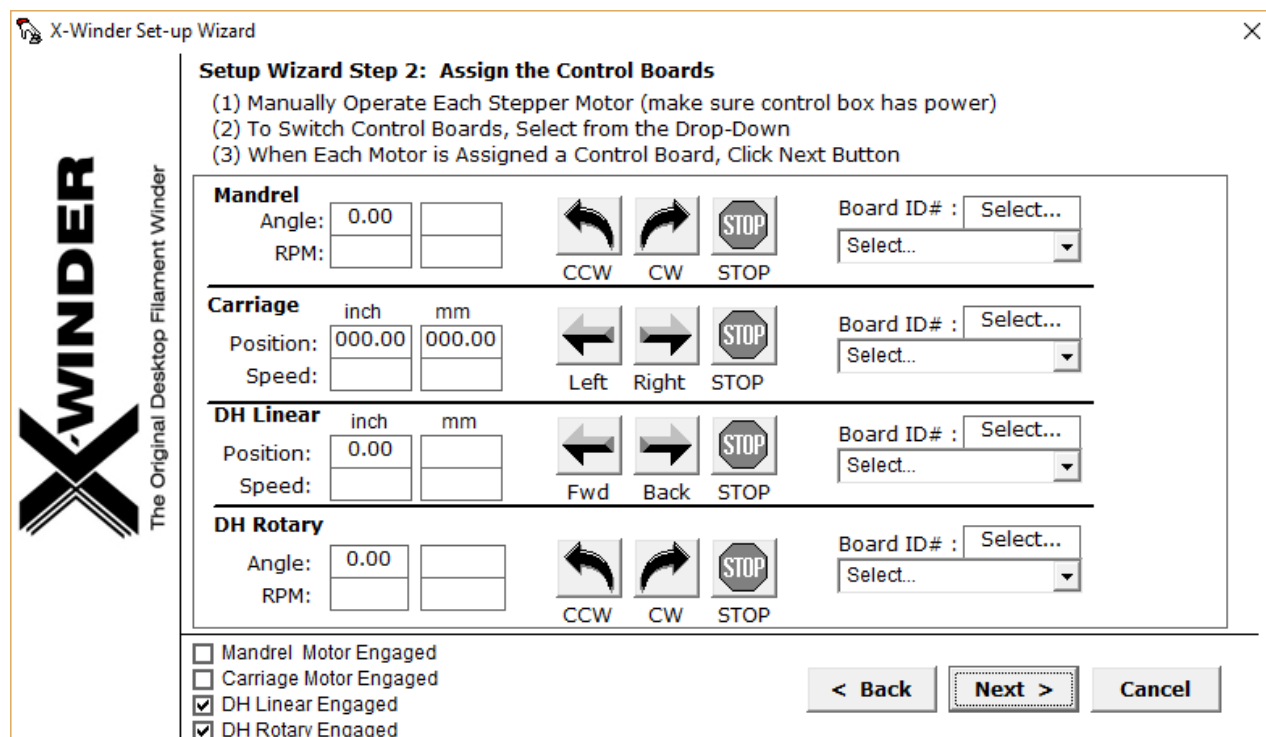 X-Winder Set-up Wizard
X-WINDER
The Original Desktop Filament Winder
Setup Wizard Step 2: Assign the Control Boards
(1) Manually Operate Each Stepper Motor (make sure control box has power)
(2) To Switch Control Boards, Select from the Drop-Down
(3) When Each Motor is Assigned a Control Board, Click Next Button
Mandrel
Angle: 0.00
RPM:
CCW CW STOP
STOP
Board ID# : Select...
Select...
Carriage
inch mm
Position: 000.00 000.00
Speed:
Left Right STOP
STOP
Board ID# : Select...
Select...
DH Linear
inch mm
Position: 0.00
Speed:
Fwd Back STOP
STOP
Board ID# : Select...
Select...
DH Rotary
Angle: 0.00
RPM:
CCW CW STOP
STOP
Board ID# : Select...
Select...
Mandrel Motor Engaged
Carriage Motor Engaged
DH Linear Engaged
DH Rotary Engaged
< Back Next > Cancel